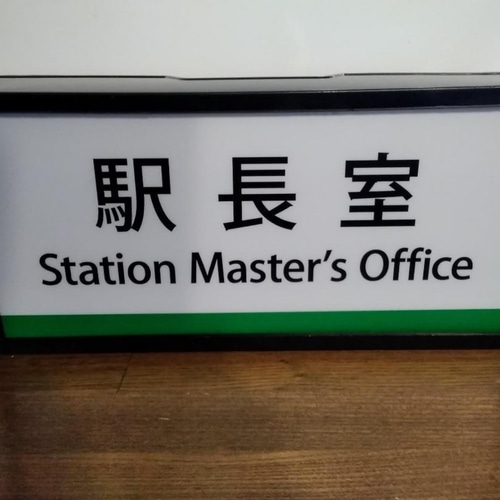 駅長室
Station Master's Office